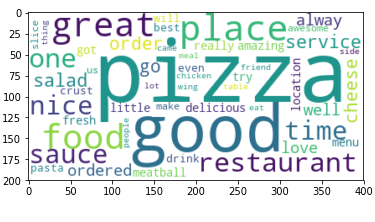 0
25
50
75
100
125
150
175
200
0 50 100 150 200 250 300 350 400
great
place
alway
will
best
awesome
side
thing
slice
order
came
really
amazing
service
one
got
us
go
even
meal
friend
try
chicken
wing
location
cheese
salad
crust
pizza
nice
lot
little
make
delicious
eat
well
fresh
food
people
good
time
sauce
drink
table
love
menu
pasta
ordered
meatball
restaurant